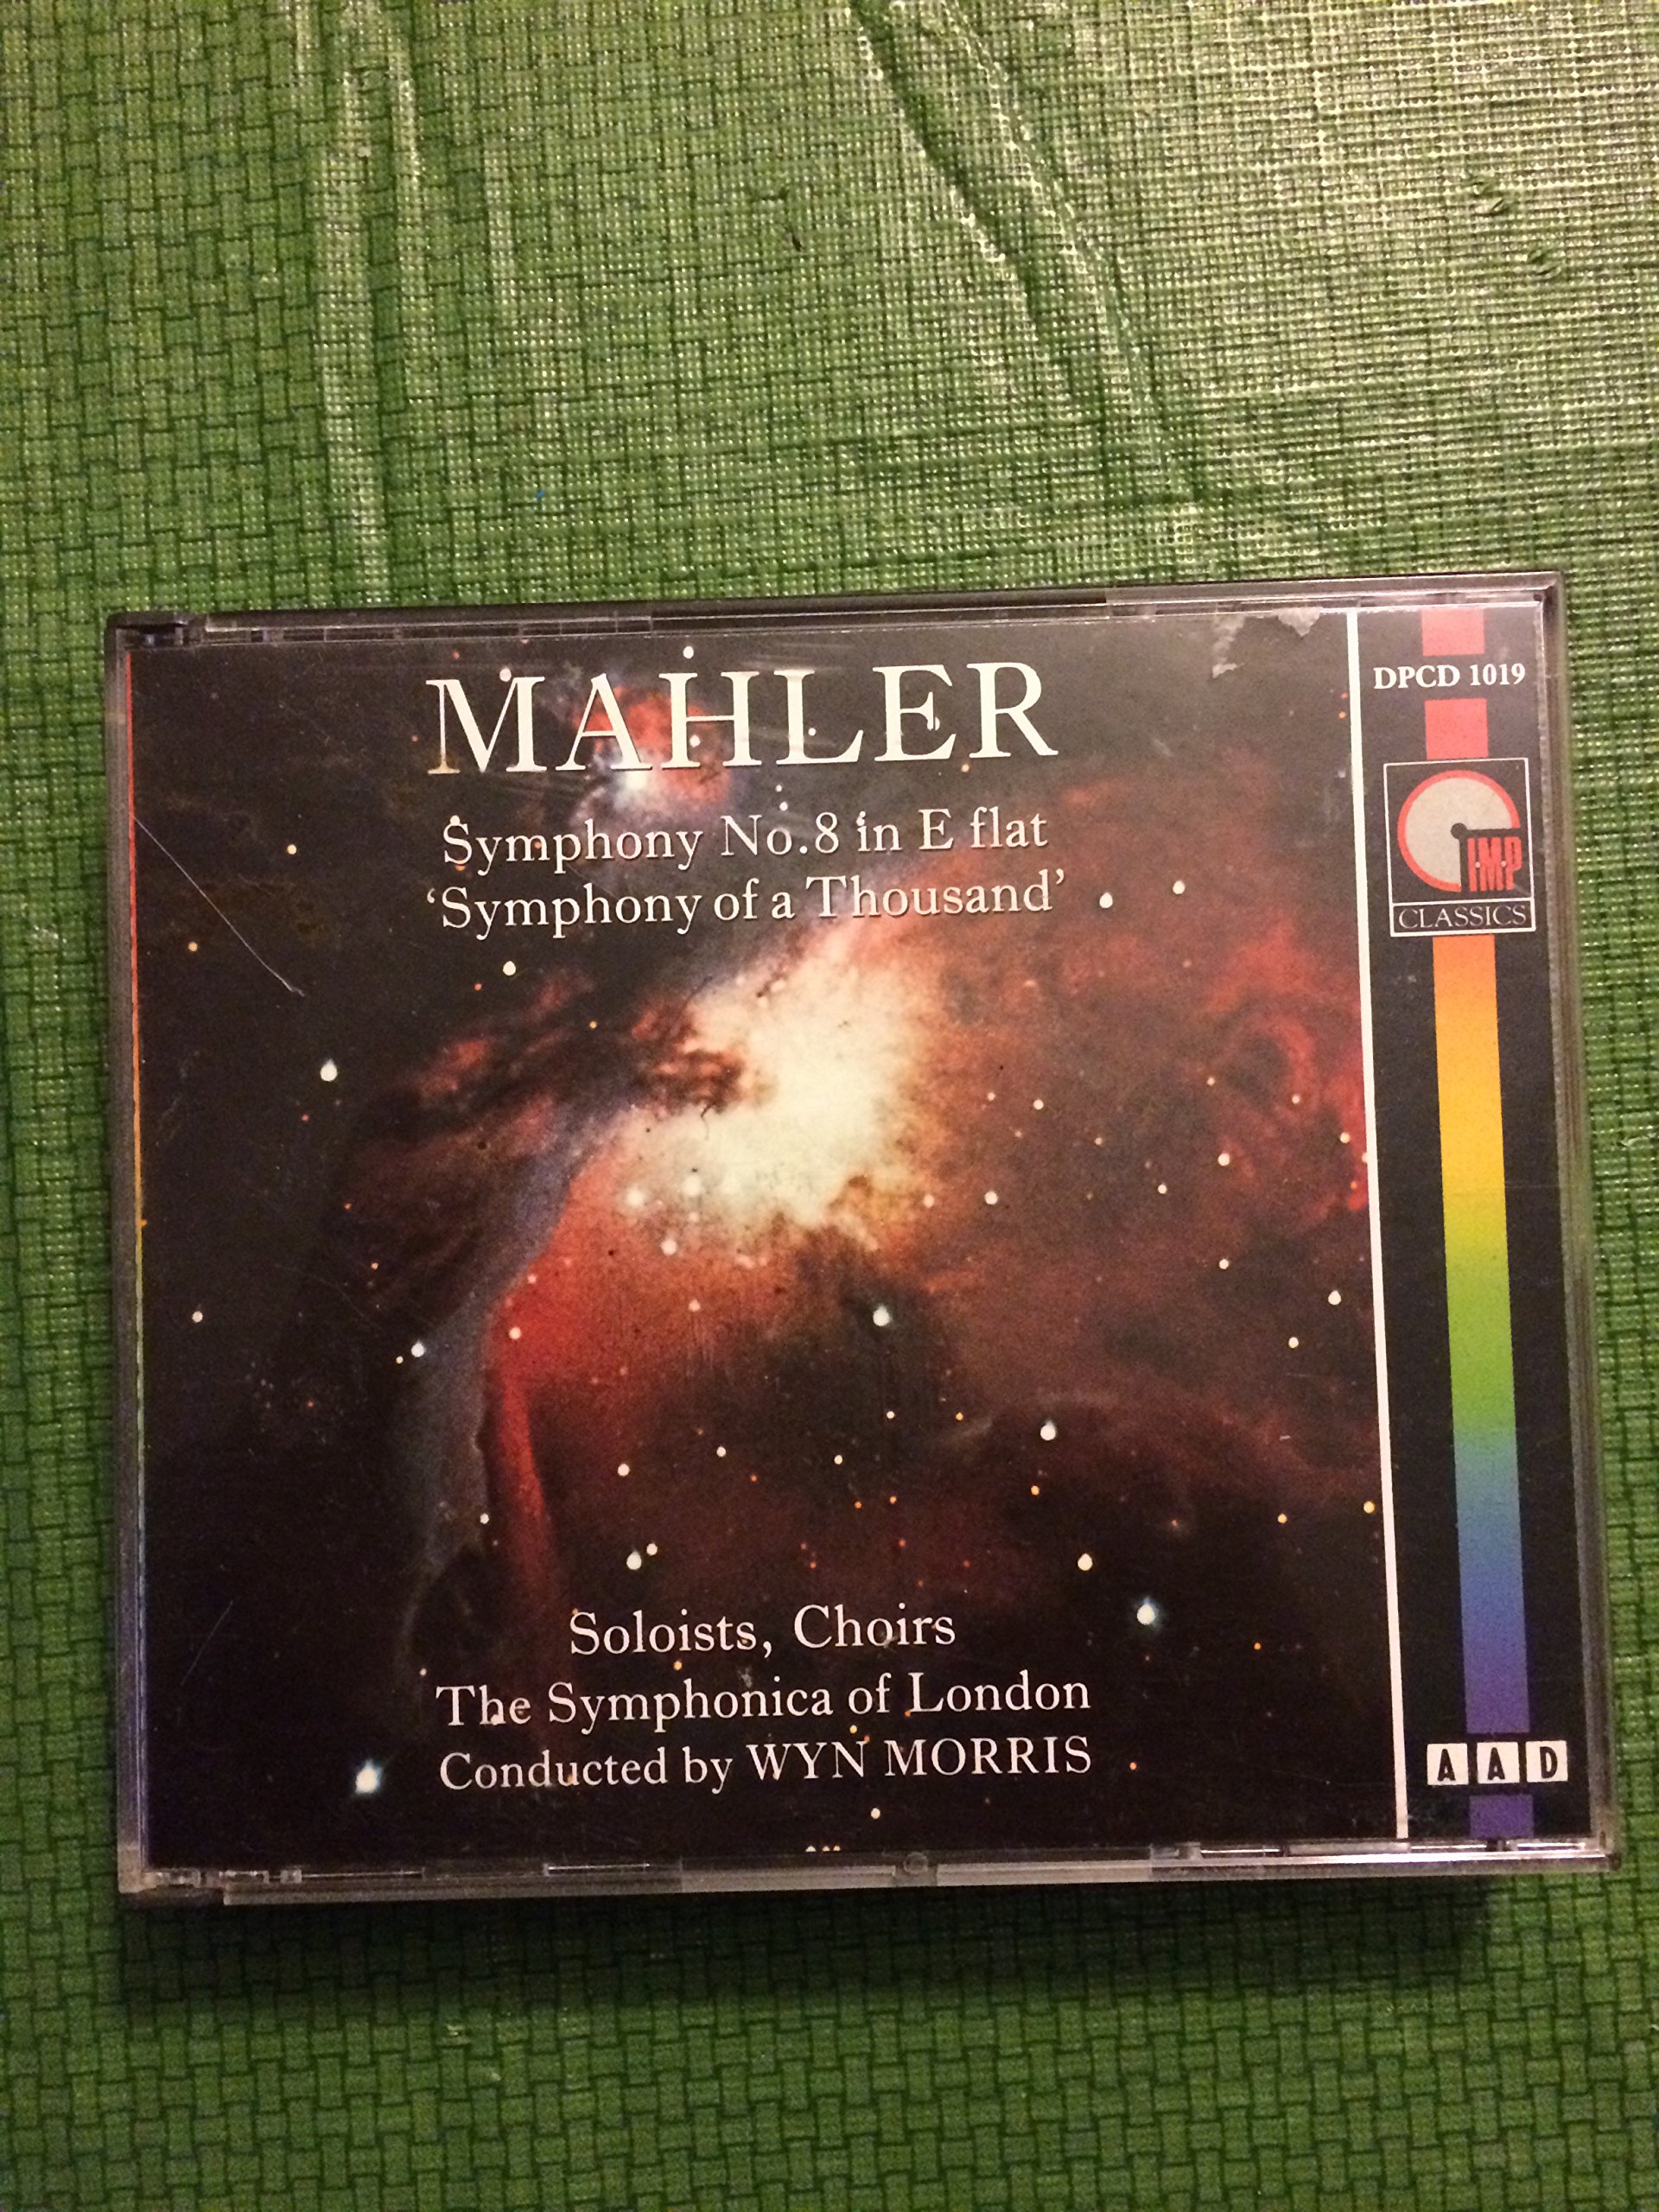 MAHLER
Symphony No.8 in E flat
‘Symphony of a Thousand’
Soloists, Choirs
The Symphonica of London
Conducted by WYN MORRIS
DPCD 1019
IMP
CLASSICS
A A D